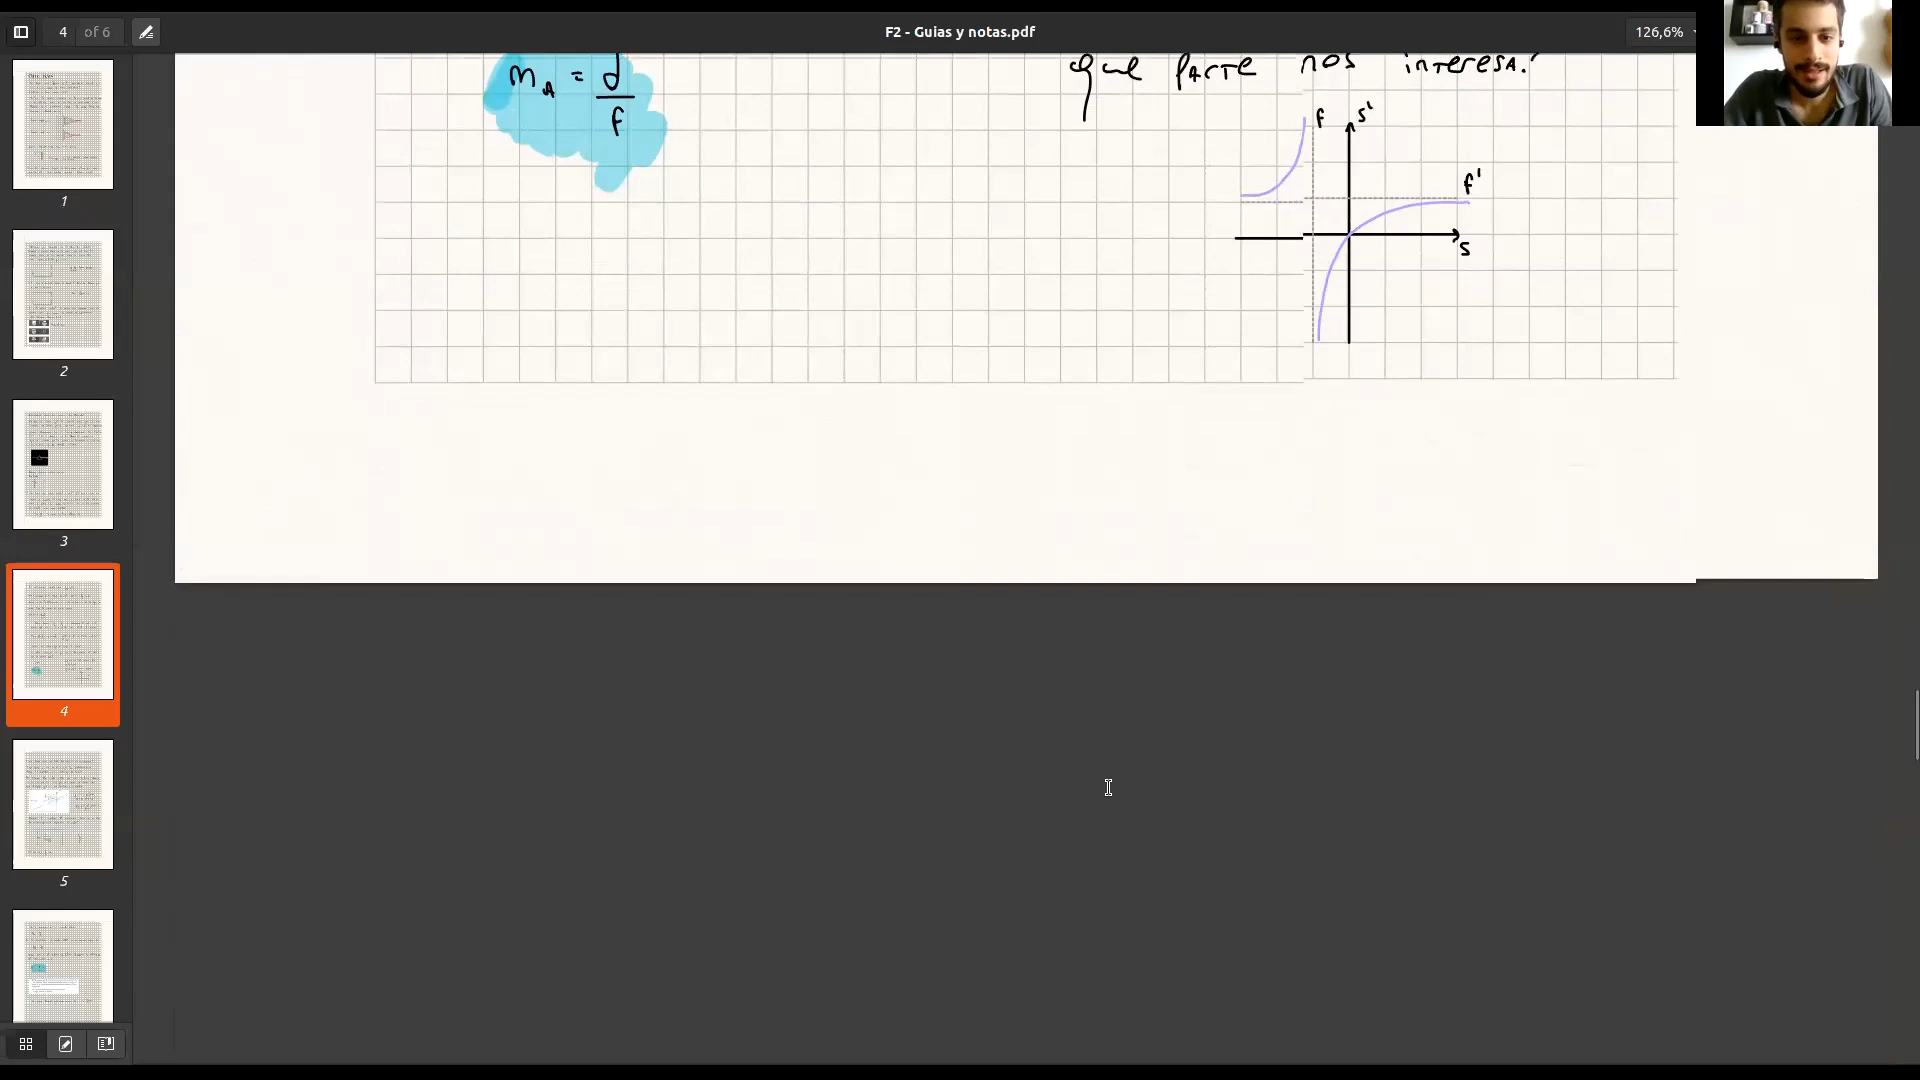 4 of 6
F2 - Guias y notas.pdf
126,6%
m_A = d/f
que parte nos interesa?
f s'
f'
s
1
2
3
4
5